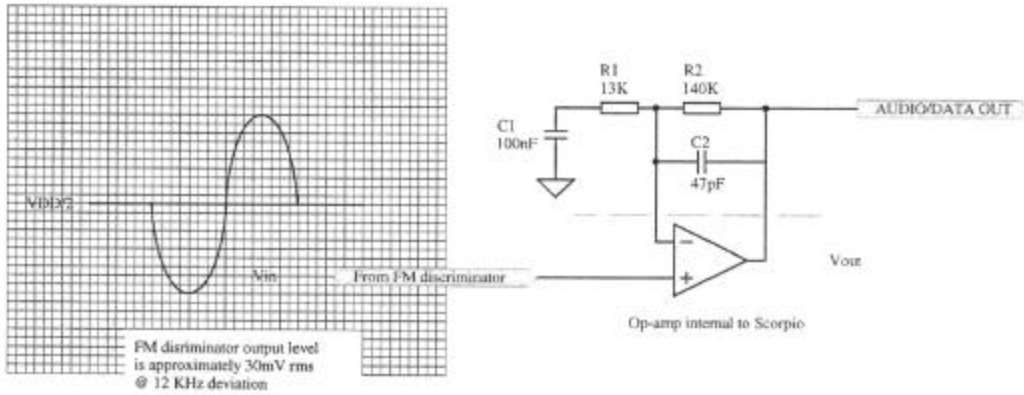 R1
13K
R2
140K
AUDIO/DATA OUT
C1
100nF
C2
47pF
VDD/2
Vin
From FM discriminator
Vout
Op-amp internal to Scorpio
FM disriminator output level
is approximately 30mV rms
@ 12 KHz deviation